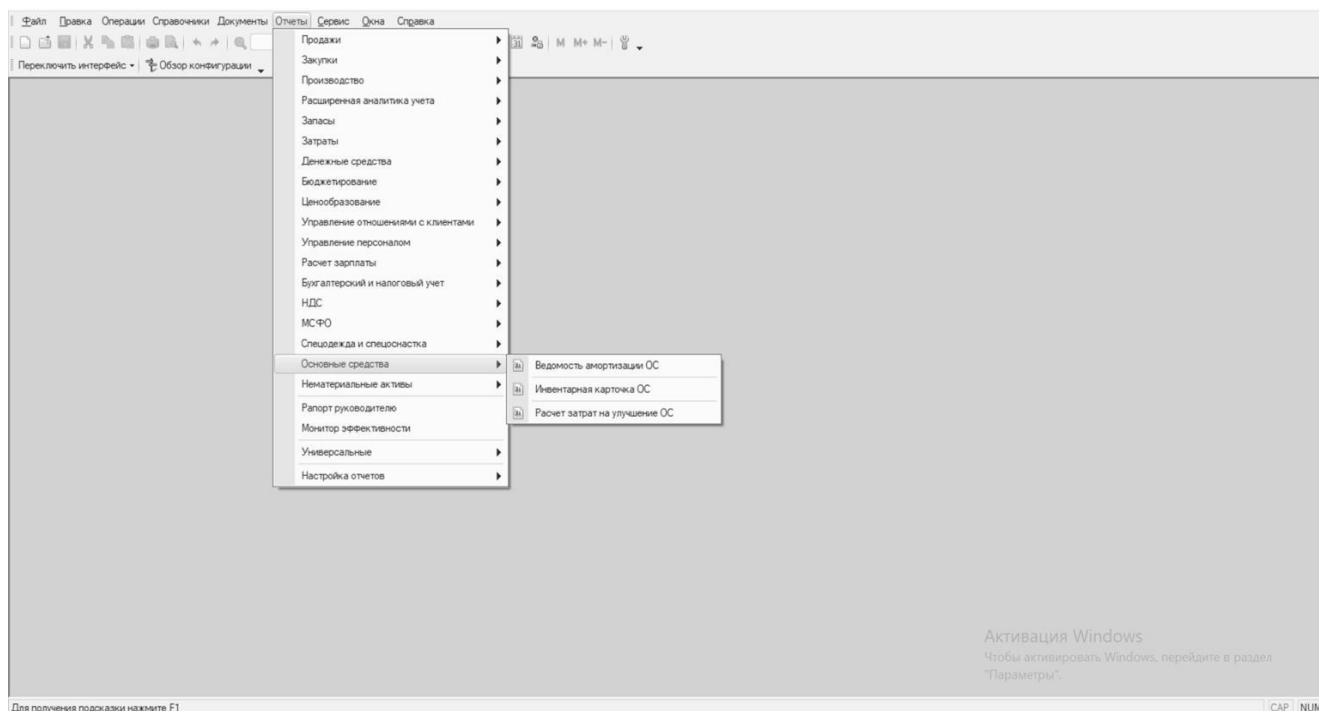 Файл Правка Операции Справочники Документы Отчеты Сервис Окна Справка
M M+ M-
Переключить интерфейс Обзор конфигурации
Продажи
Закупки
Производство
Расширенная аналитика учета
Запасы
Затраты
Денежные средства
Бюджетирование
Ценообразование
Управление отношениями с клиентами
Управление персоналом
Расчет зарплаты
Бухгалтерский и налоговый учет
НДС
МСФО
Спецодежда и спецоснастка
Основные средства
Ведомость амортизации ОС
Нематериальные активы
Инвентарная карточка ОС
Рапорт руководителю
Расчет затрат на улучшение ОС
Монитор эффективности
Универсальные
Настройка отчетов
Активация Windows
Чтобы активировать Windows, перейдите в раздел
"Параметры".
Для получения подсказки нажмите F1
CAP NUM